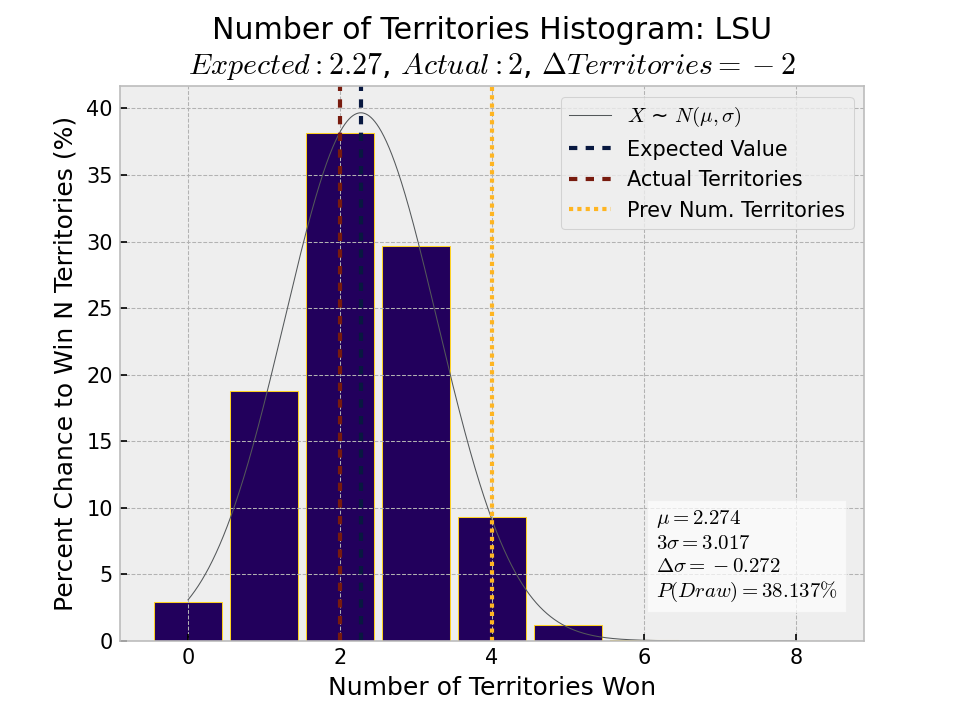 Number of Territories Histogram: LSU
Expected : 2.27, Actual : 2, ΔTerritories = −2
X ~ N(μ, σ)
Expected Value
Actual Territories
Prev Num. Territories
Percent Chance to Win N Territories (%)
40
35
30
25
20
15
10
5
0
μ = 2.274
3σ = 3.017
Δσ = −0.272
P(Draw) = 38.137%
0 2 4 6 8
Number of Territories Won